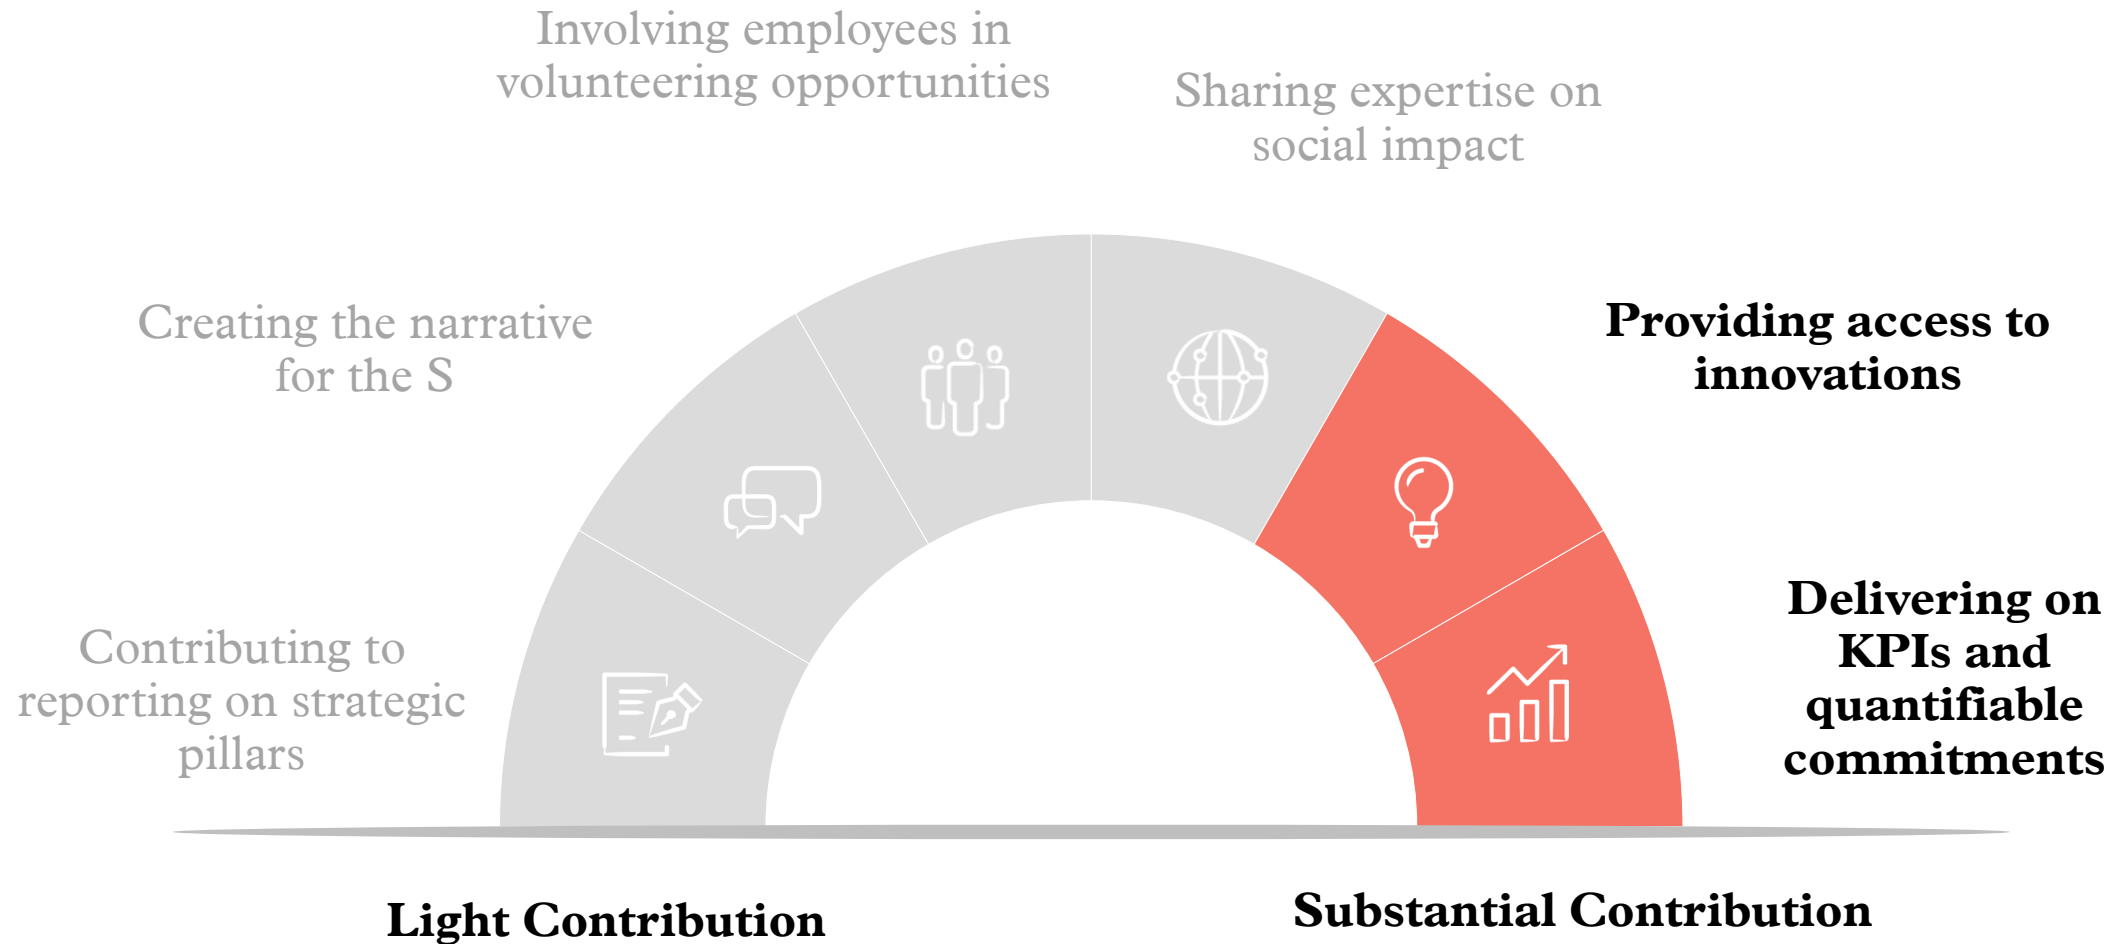 Involving employees in
volunteering opportunities
Sharing expertise on
social impact
Creating the narrative
for the S
Providing access to
innovations
Contributing to
reporting on strategic
pillars
Delivering on
KPIs and
quantifiable
commitments
Light Contribution
Substantial Contribution